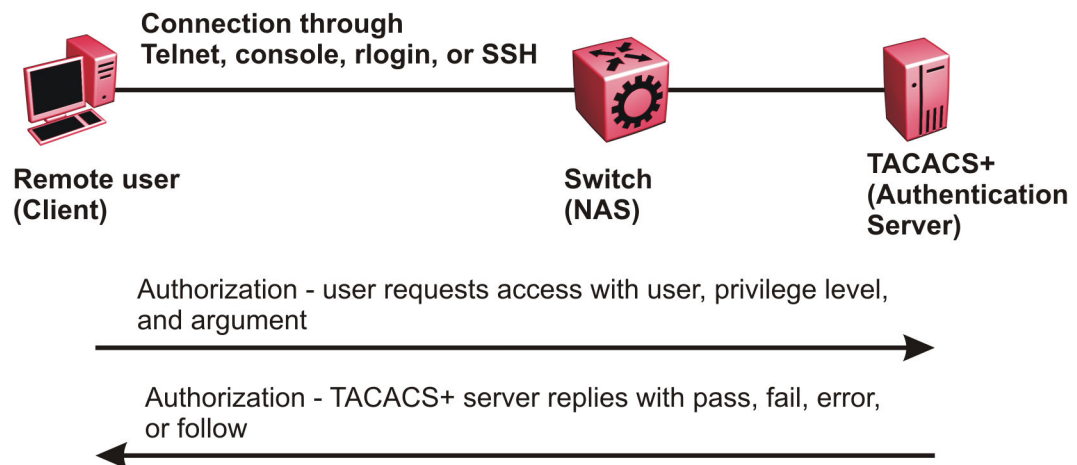 Connection through
Telnet, console, rlogin, or SSH
Remote user
(Client)
Switch
(NAS)
TACACS+
(Authentication
Server)
Authorization - user requests access with user, privilege level,
and argument
Authorization - TACACS+ server replies with pass, fail, error,
or follow